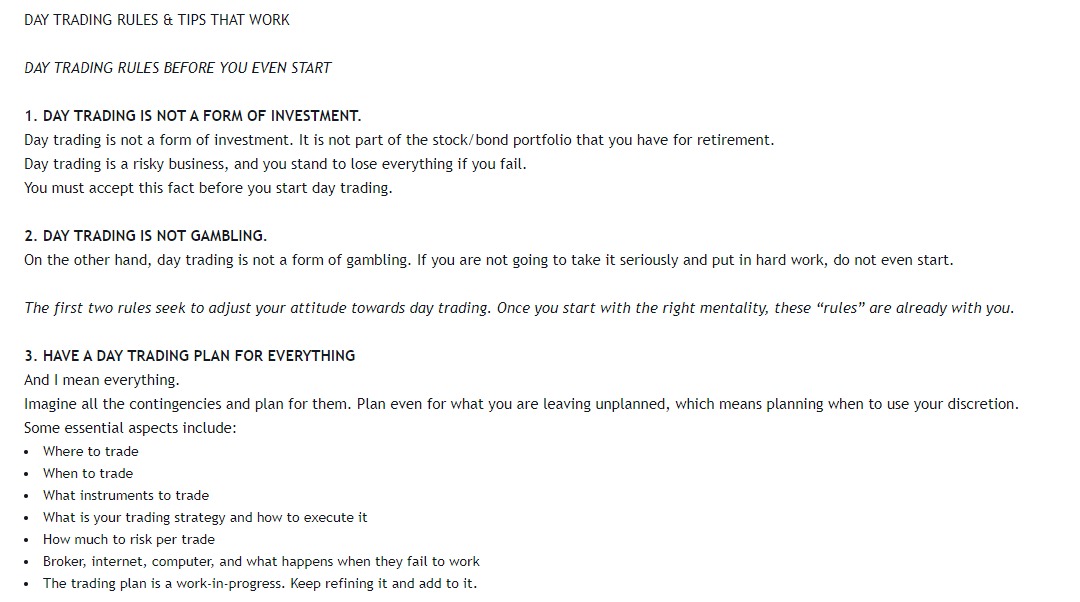 DAY TRADING RULES & TIPS THAT WORK
DAY TRADING RULES BEFORE YOU EVEN START
1. DAY TRADING IS NOT A FORM OF INVESTMENT.
Day trading is not a form of investment. It is not part of the stock/bond portfolio that you have for retirement.
Day trading is a risky business, and you stand to lose everything if you fail.
You must accept this fact before you start day trading.
2. DAY TRADING IS NOT GAMBLING.
On the other hand, day trading is not a form of gambling. If you are not going to take it seriously and put in hard work, do not even start.
The first two rules seek to adjust your attitude towards day trading. Once you start with the right mentality, these “rules” are already with you.
3. HAVE A DAY TRADING PLAN FOR EVERYTHING
And I mean everything.
Imagine all the contingencies and plan for them. Plan even for what you are leaving unplanned, which means planning when to use your discretion.
Some essential aspects include:
• Where to trade
• When to trade
• What instruments to trade
• What is your trading strategy and how to execute it
• How much to risk per trade
• Broker, internet, computer, and what happens when they fail to work
• The trading plan is a work-in-progress. Keep refining it and add to it.